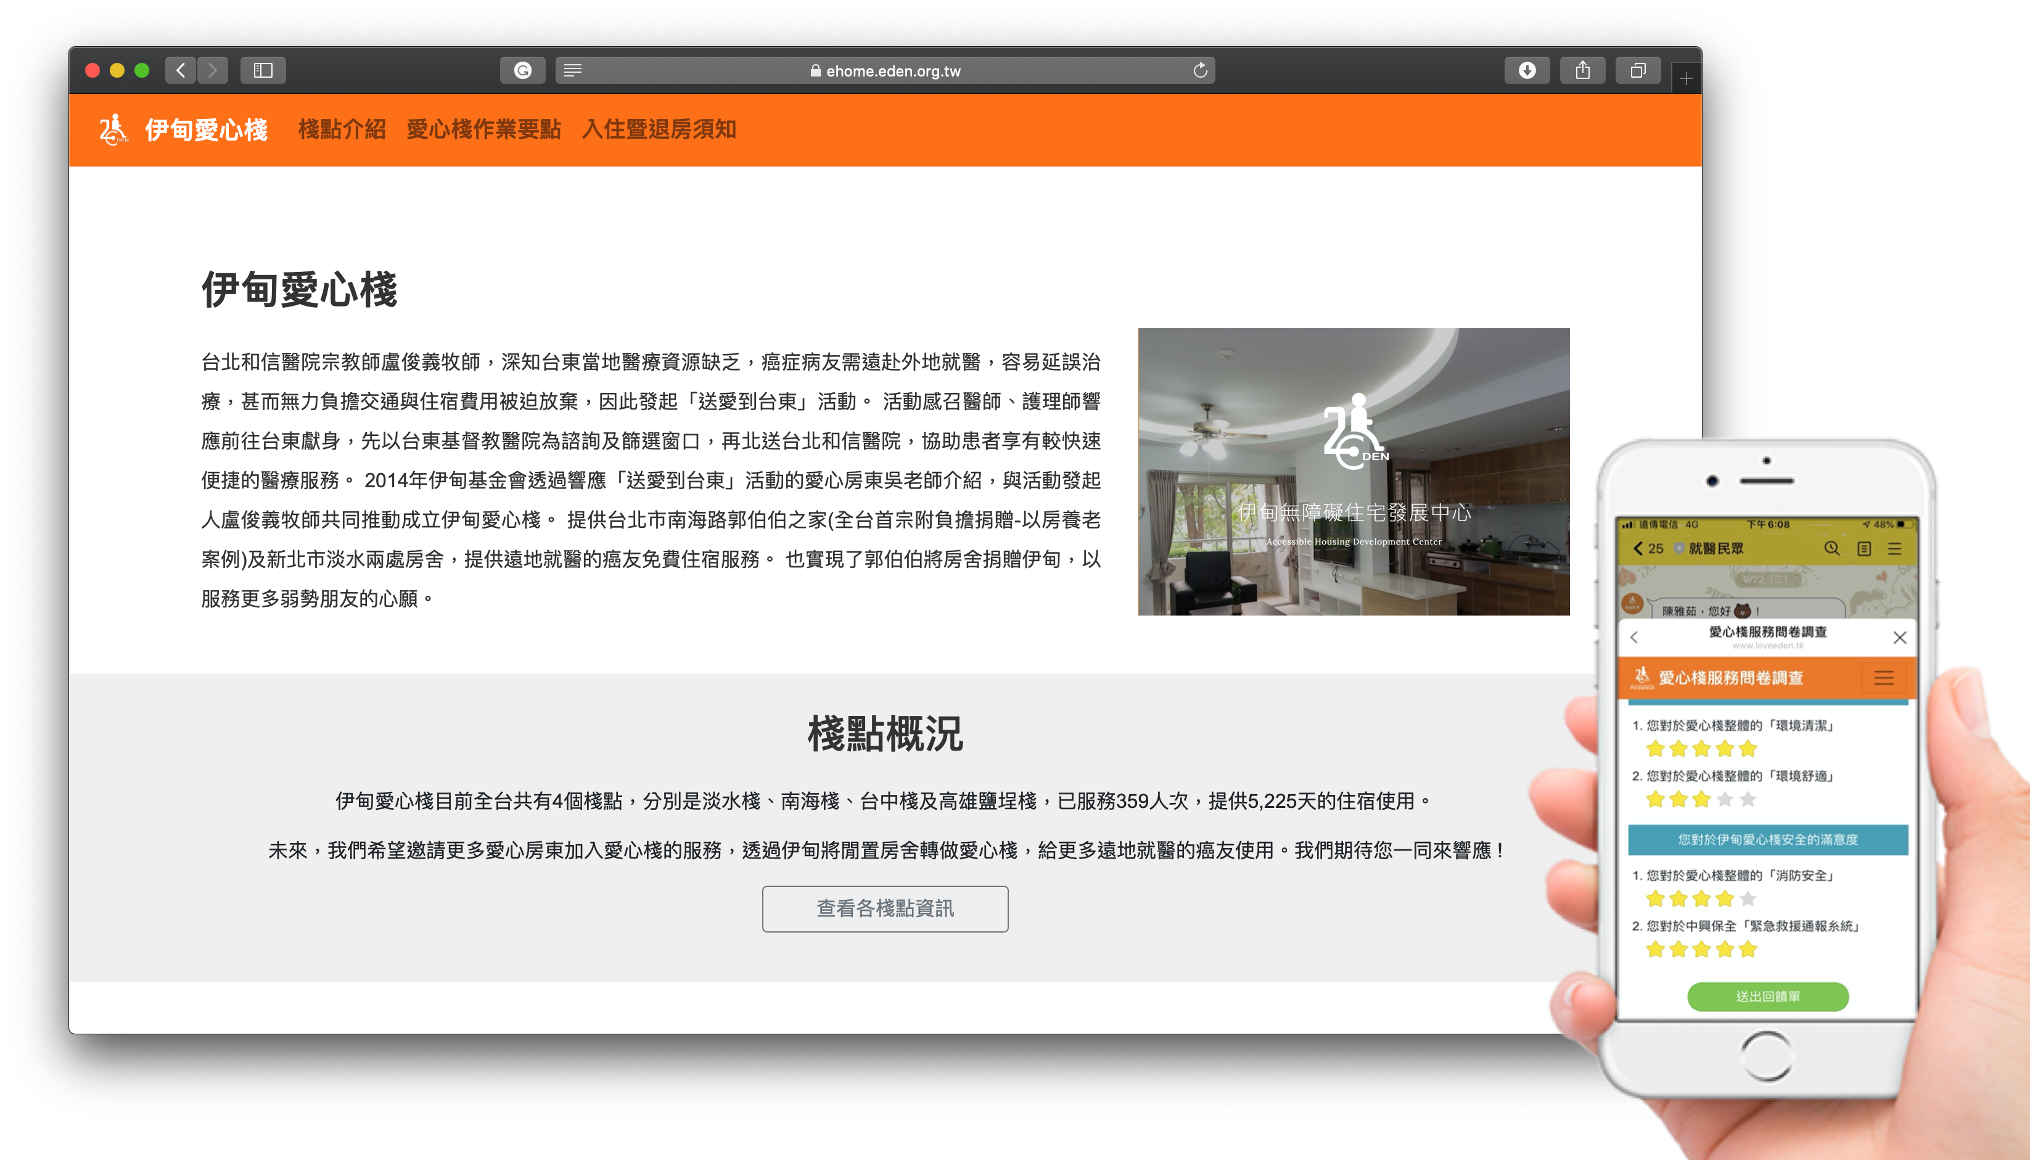 ehome.eden.org.tw
伊甸愛心棧 棧點介紹 愛心棧作業要點 入住暨退房須知
伊甸愛心棧
台北和信醫院宗教師盧俊義牧師，深知台東當地醫療資源缺乏，癌症病友需遠赴外地就醫，容易延誤治
療，甚而無力負擔交通與住宿費用被迫放棄，因此發起「送愛到台東」活動。 活動感召醫師、護理師響
應前往台東獻身，先以台東基督教醫院為諮詢及篩選窗口，再北送台北和信醫院，協助患者享有較快速
便捷的醫療服務。 2014年伊甸基金會透過響應「送愛到台東」活動的愛心房東吳老師介紹，與活動發起
人盧俊義牧師共同推動成立伊甸愛心棧。 提供台北市南海路郭伯伯之家(全台首宗附負擔捐贈-以房養老
案例)及新北市淡水兩處房舍，提供遠地就醫的癌友免費住宿服務。 也實現了郭伯伯將房舍捐贈伊甸，以
服務更多弱勢朋友的心願。
DEN
伊甸無障礙住宅發展中心
Accessible Housing Development Center
棧點概況
伊甸愛心棧目前全台共有4個棧點，分別是淡水棧、南海棧、台中棧及高雄鹽埕棧，已服務359人次，提供5,225天的住宿使用。
未來，我們希望邀請更多愛心房東加入愛心棧的服務，透過伊甸將閒置房舍轉做愛心棧，給更多遠地就醫的癌友使用。我們期待您一同來響應！
查看各棧點資訊
遠傳電信 4G 下午6:08 48%
25 就醫民眾
9/22（二）
陳雅茹，您好 ！
愛心棧服務問卷調查
www.loveeden.tk
愛心棧服務問卷調查
1. 您對於愛心棧整體的「環境清潔」
2. 您對於愛心棧整體的「環境舒適」
您對於伊甸愛心棧安全的滿意度
1. 您對於愛心棧整體的「消防安全」
2. 您對於中興保全「緊急救援通報系統」
送出回饋單